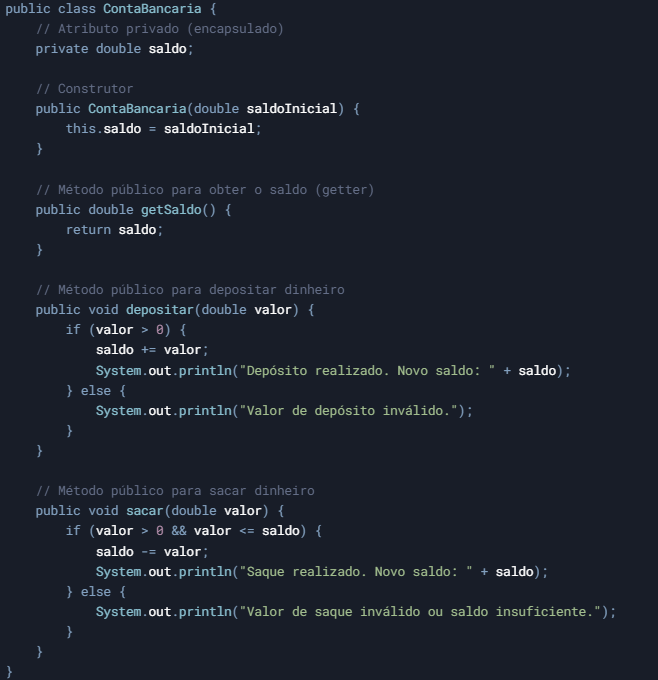 public class ContaBancaria {
    // Atributo privado (encapsulado)
    private double saldo;

    // Construtor
    public ContaBancaria(double saldoInicial) {
        this.saldo = saldoInicial;
    }

    // Método público para obter o saldo (getter)
    public double getSaldo() {
        return saldo;
    }

    // Método público para depositar dinheiro
    public void depositar(double valor) {
        if (valor > 0) {
            saldo += valor;
            System.out.println("Depósito realizado. Novo saldo: " + saldo);
        } else {
            System.out.println("Valor de depósito inválido.");
        }
    }

    // Método público para sacar dinheiro
    public void sacar(double valor) {
        if (valor > 0 && valor <= saldo) {
            saldo -= valor;
            System.out.println("Saque realizado. Novo saldo: " + saldo);
        } else {
            System.out.println("Valor de saque inválido ou saldo insuficiente.");
        }
    }
}